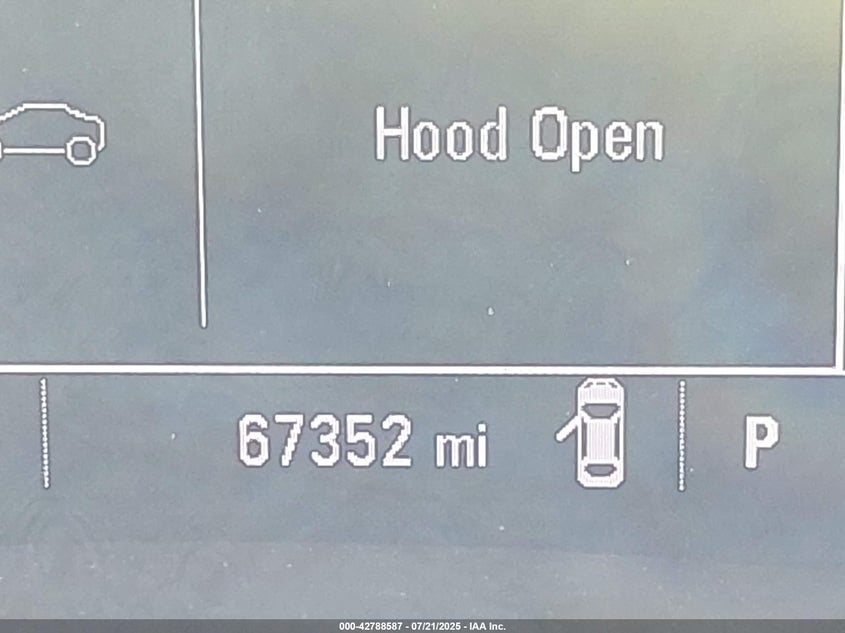 Hood Open
67352 mi
P
000-42788587 - 07/21/2025 - IAA Inc.